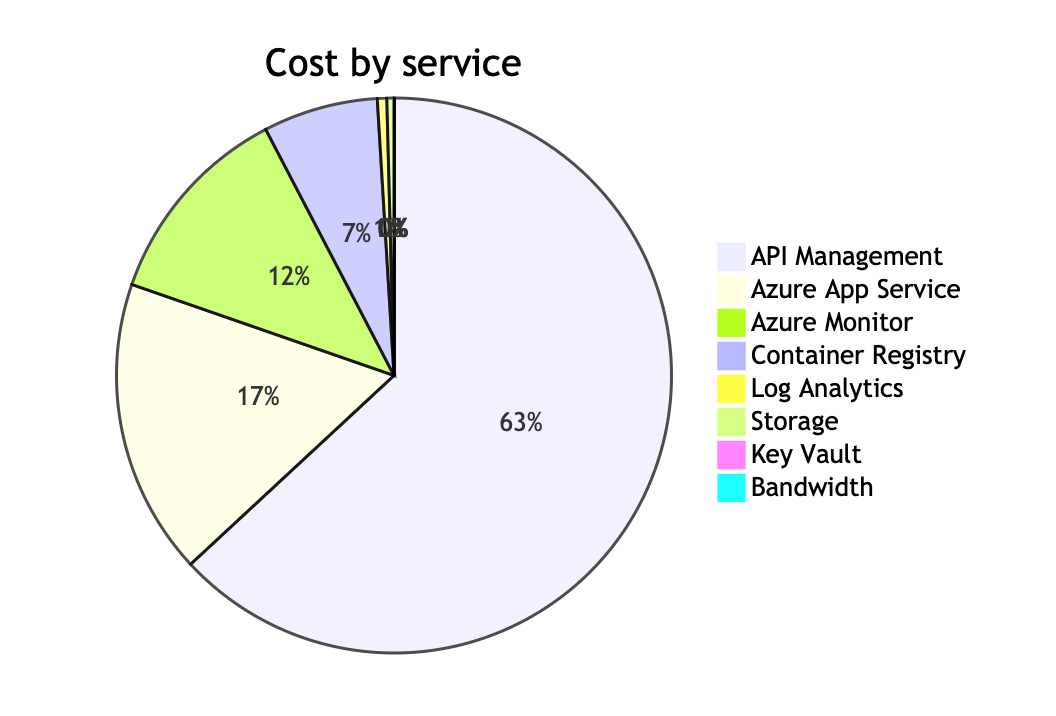 Cost by service
7%
12%
17%
63%
API Management
Azure App Service
Azure Monitor
Container Registry
Log Analytics
Storage
Key Vault
Bandwidth